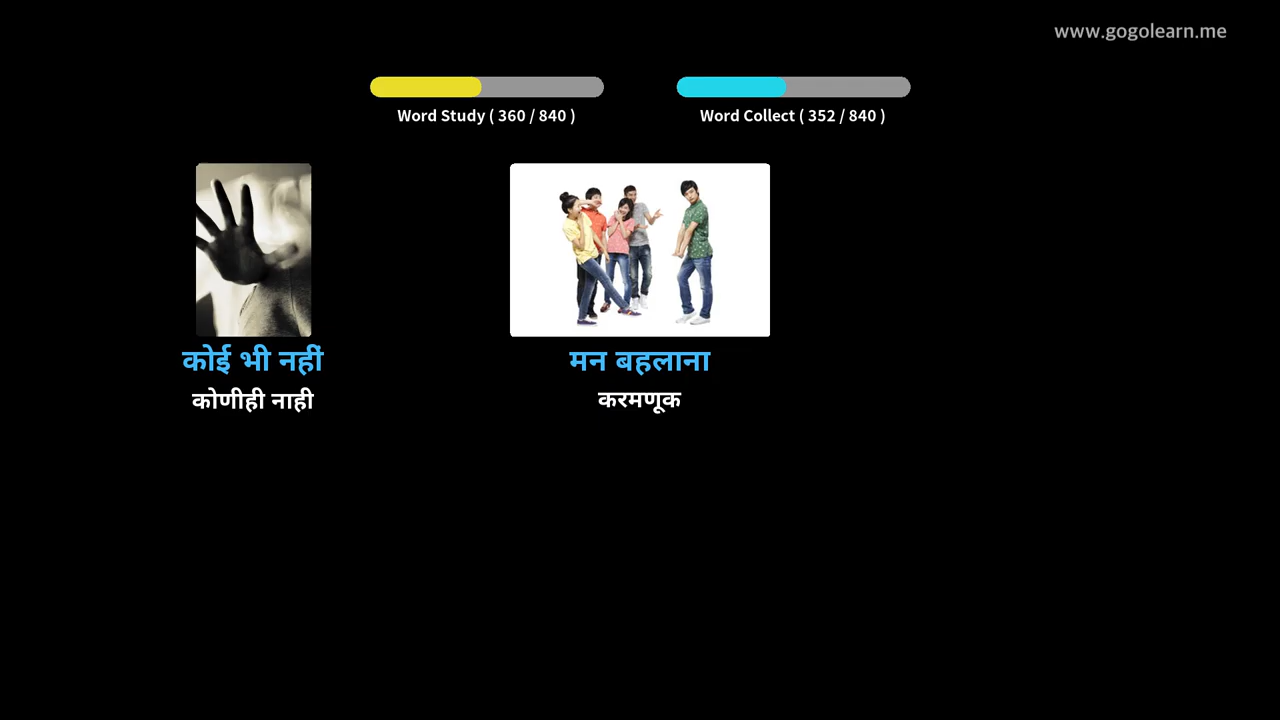 www.gogolearn.me
Word Study ( 360 / 840 )
Word Collect ( 352 / 840 )
कोई भी नहीं
कोणीही नाही
मन बहलाना
करमणूक